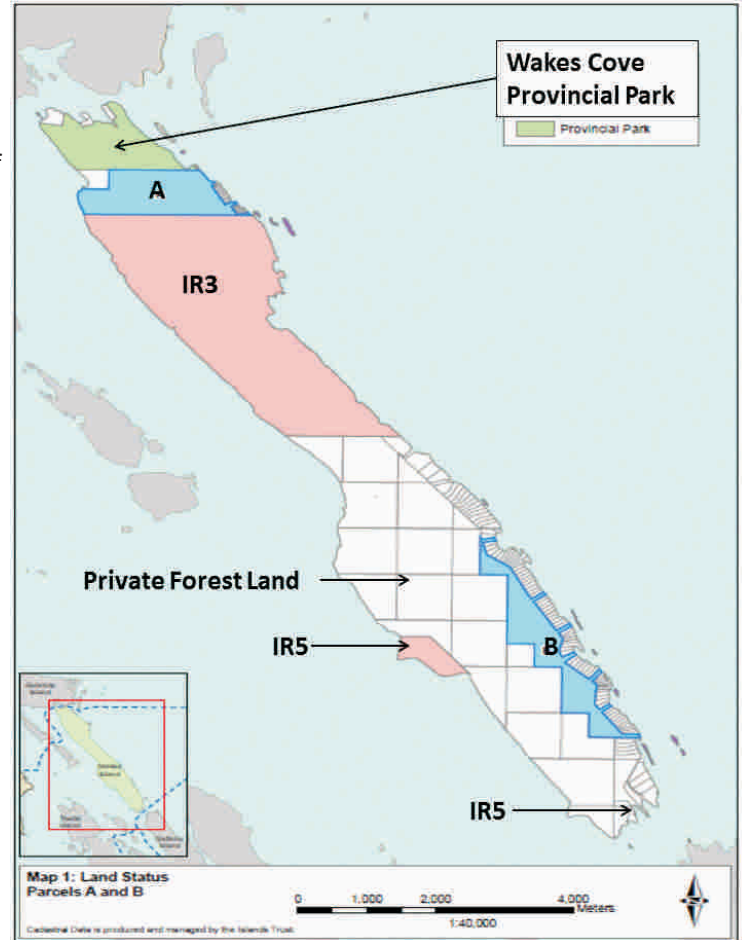 Wakes Cove
Provincial Park
Provincial Park
A
IR3
Private Forest Land
IR5
B
IR5
Map 1: Land Status
Parcels A and B
0 1,000 2,000 4,000
Meters
1:40,000
Cadastral Data is produced and managed by the Islands Trust.